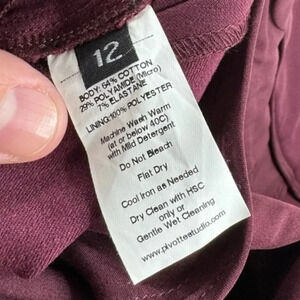 12
BODY: 64% COTTON
29% POLYAMIDE (Micro)
7% ELASTANE
LINING: 100% POLYESTER
Machine Wash Warm
(at or below 40C)
with Mild Detergent
Do Not Bleach
Flat Dry
Cool Iron as Needed
Dry Clean with HSC
only or
Gentle Wet Cleaning
www.pivottestudio.com